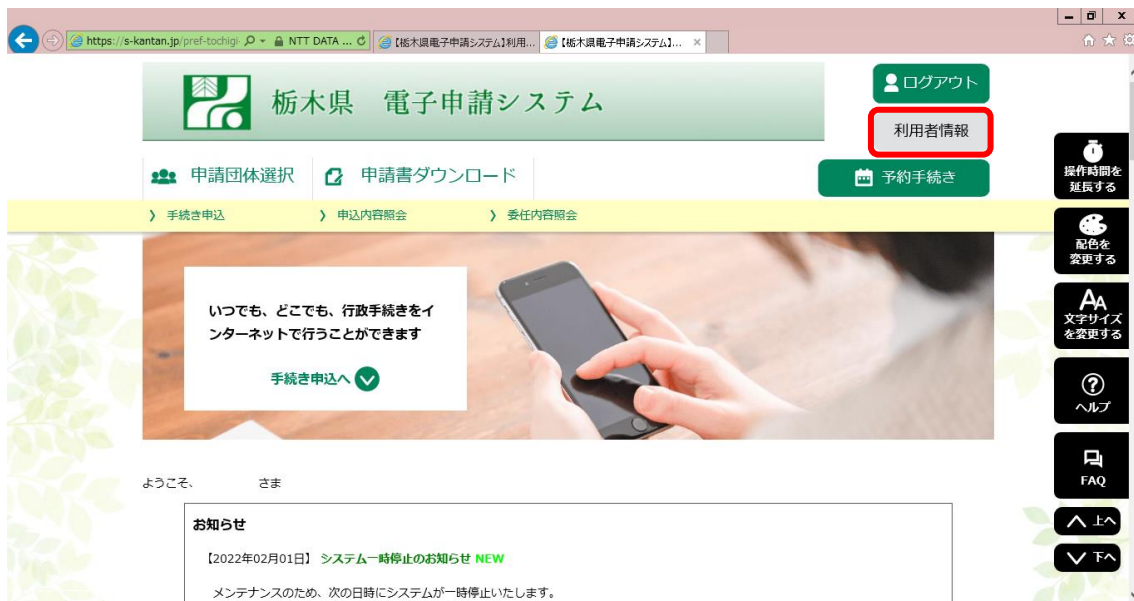 https://s-kantan.jp/pref-tochigi- NTT DATA ... 【栃木県電子申請システム】利用... 【栃木県電子申請システム】... ×
栃木県 電子申請システム
ログアウト
利用者情報
申請団体選択 申請書ダウンロード
予約手続き
手続き申込 申込内容照会 委任内容照会
いつでも、どこでも、行政手続きをイ
ンターネットで行うことができます
手続き申込へ
操作時間を
延長する
配色を
変更する
AA
文字サイズ
を変更する
?
ヘルプ
FAQ
上へ
下へ
ようこそ、 さま
お知らせ
【2022年02月01日】 システム一時停止のお知らせ NEW
メンテナンスのため、次の日時にシステムが一時停止いたします。